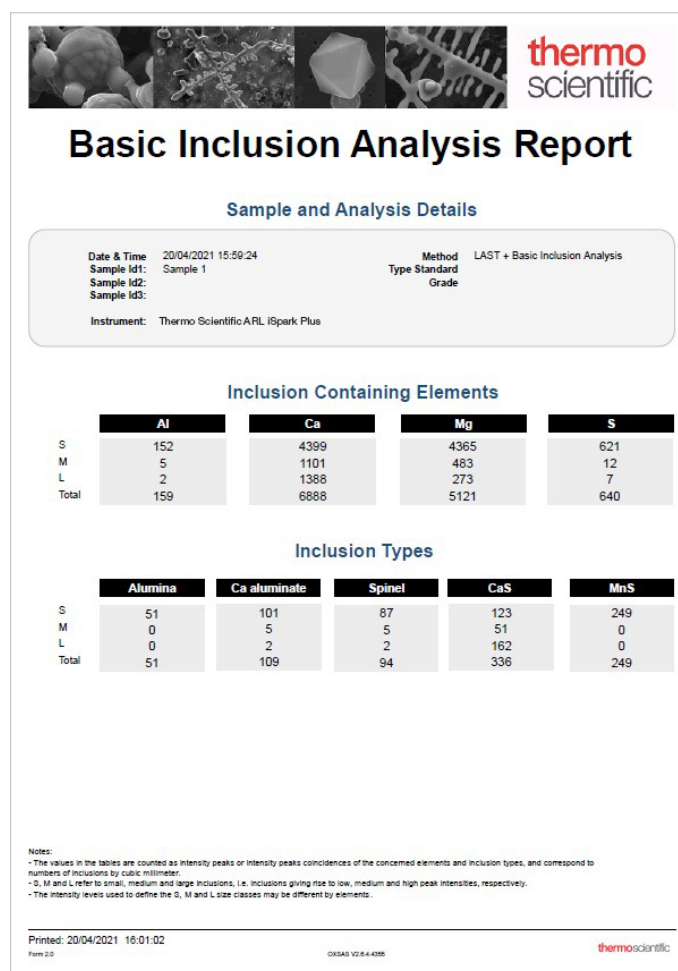 thermo
scientific
Basic Inclusion Analysis Report
Sample and Analysis Details
Date & Time 20/04/2021 15:59:24 Method LAST + Basic Inclusion Analysis
Sample Id1: Sample 1 Type Standard
Sample Id2: Grade
Sample Id3:
Instrument: Thermo Scientific ARL iSpark Plus
Inclusion Containing Elements
Al Ca Mg S
S 152 4399 4365 621
M 5 1101 483 12
L 2 1388 273 7
Total 159 6888 5121 640
Inclusion Types
Alumina Ca aluminate Spinel CaS MnS
S 51 101 87 123 249
M 0 5 5 51 0
L 0 2 2 162 0
Total 51 109 94 336 249
Notes:
- The values in the tables are counted as intensity peaks or intensity peaks coincidences of the concerned elements and inclusion types, and correspond to
numbers of inclusions by cubic millimeter.
- S, M and L refer to small, medium and large inclusions, i.e. inclusions giving rise to low, medium and high peak intensities, respectively.
- The intensity levels used to define the S, M and L size classes may be different by elements.
Printed: 20/04/2021 16:01:02
Form 2.0 OXSAS V2.6.4.4356 thermoscientific